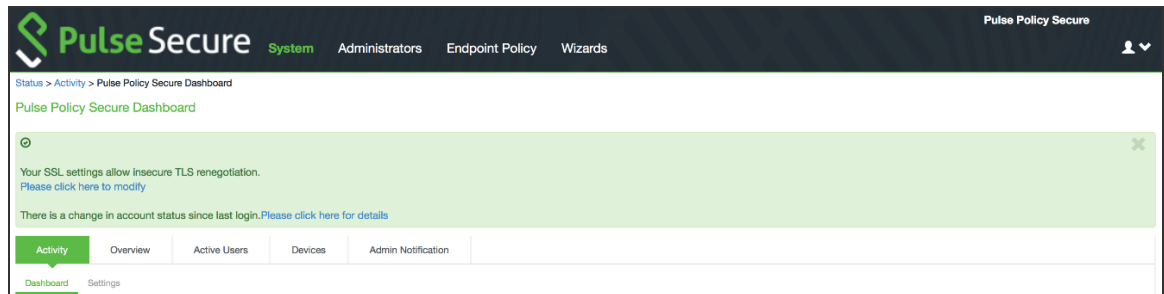 Pulse Policy Secure
Pulse Secure System Administrators Endpoint Policy Wizards
Status > Activity > Pulse Policy Secure Dashboard
Pulse Policy Secure Dashboard
Your SSL settings allow insecure TLS renegotiation.
Please click here to modify
There is a change in account status since last login.Please click here for details
Activity Overview Active Users Devices Admin Notification
Dashboard Settings